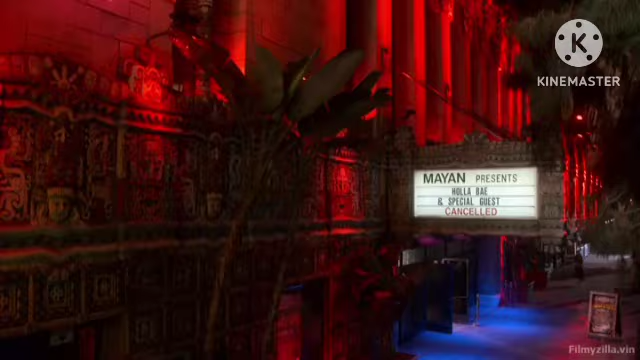 KINEMASTER
MAYAN PRESENTS
HOLLA BAE
& SPECIAL GUEST
CANCELLED
Filmyzilla.vin